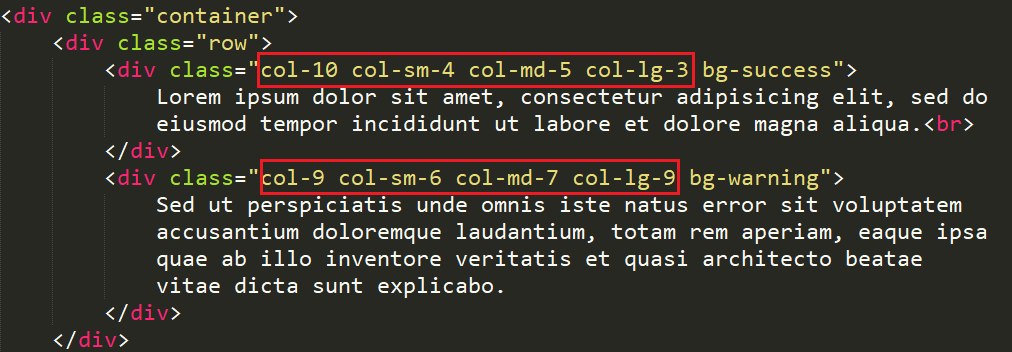 <div class="container">
<div class="row">
<div class="col-10 col-sm-4 col-md-5 col-lg-3 bg-success">
Lorem ipsum dolor sit amet, consectetur adipisicing elit, sed do
eiusmod tempor incididunt ut labore et dolore magna aliqua.<br>
</div>
<div class="col-9 col-sm-6 col-md-7 col-lg-9 bg-warning">
Sed ut perspiciatis unde omnis iste natus error sit voluptatem
accusantium doloremque laudantium, totam rem aperiam, eaque ipsa
quae ab illo inventore veritatis et quasi architecto beatae
vitae dicta sunt explicabo.
</div>
</div>